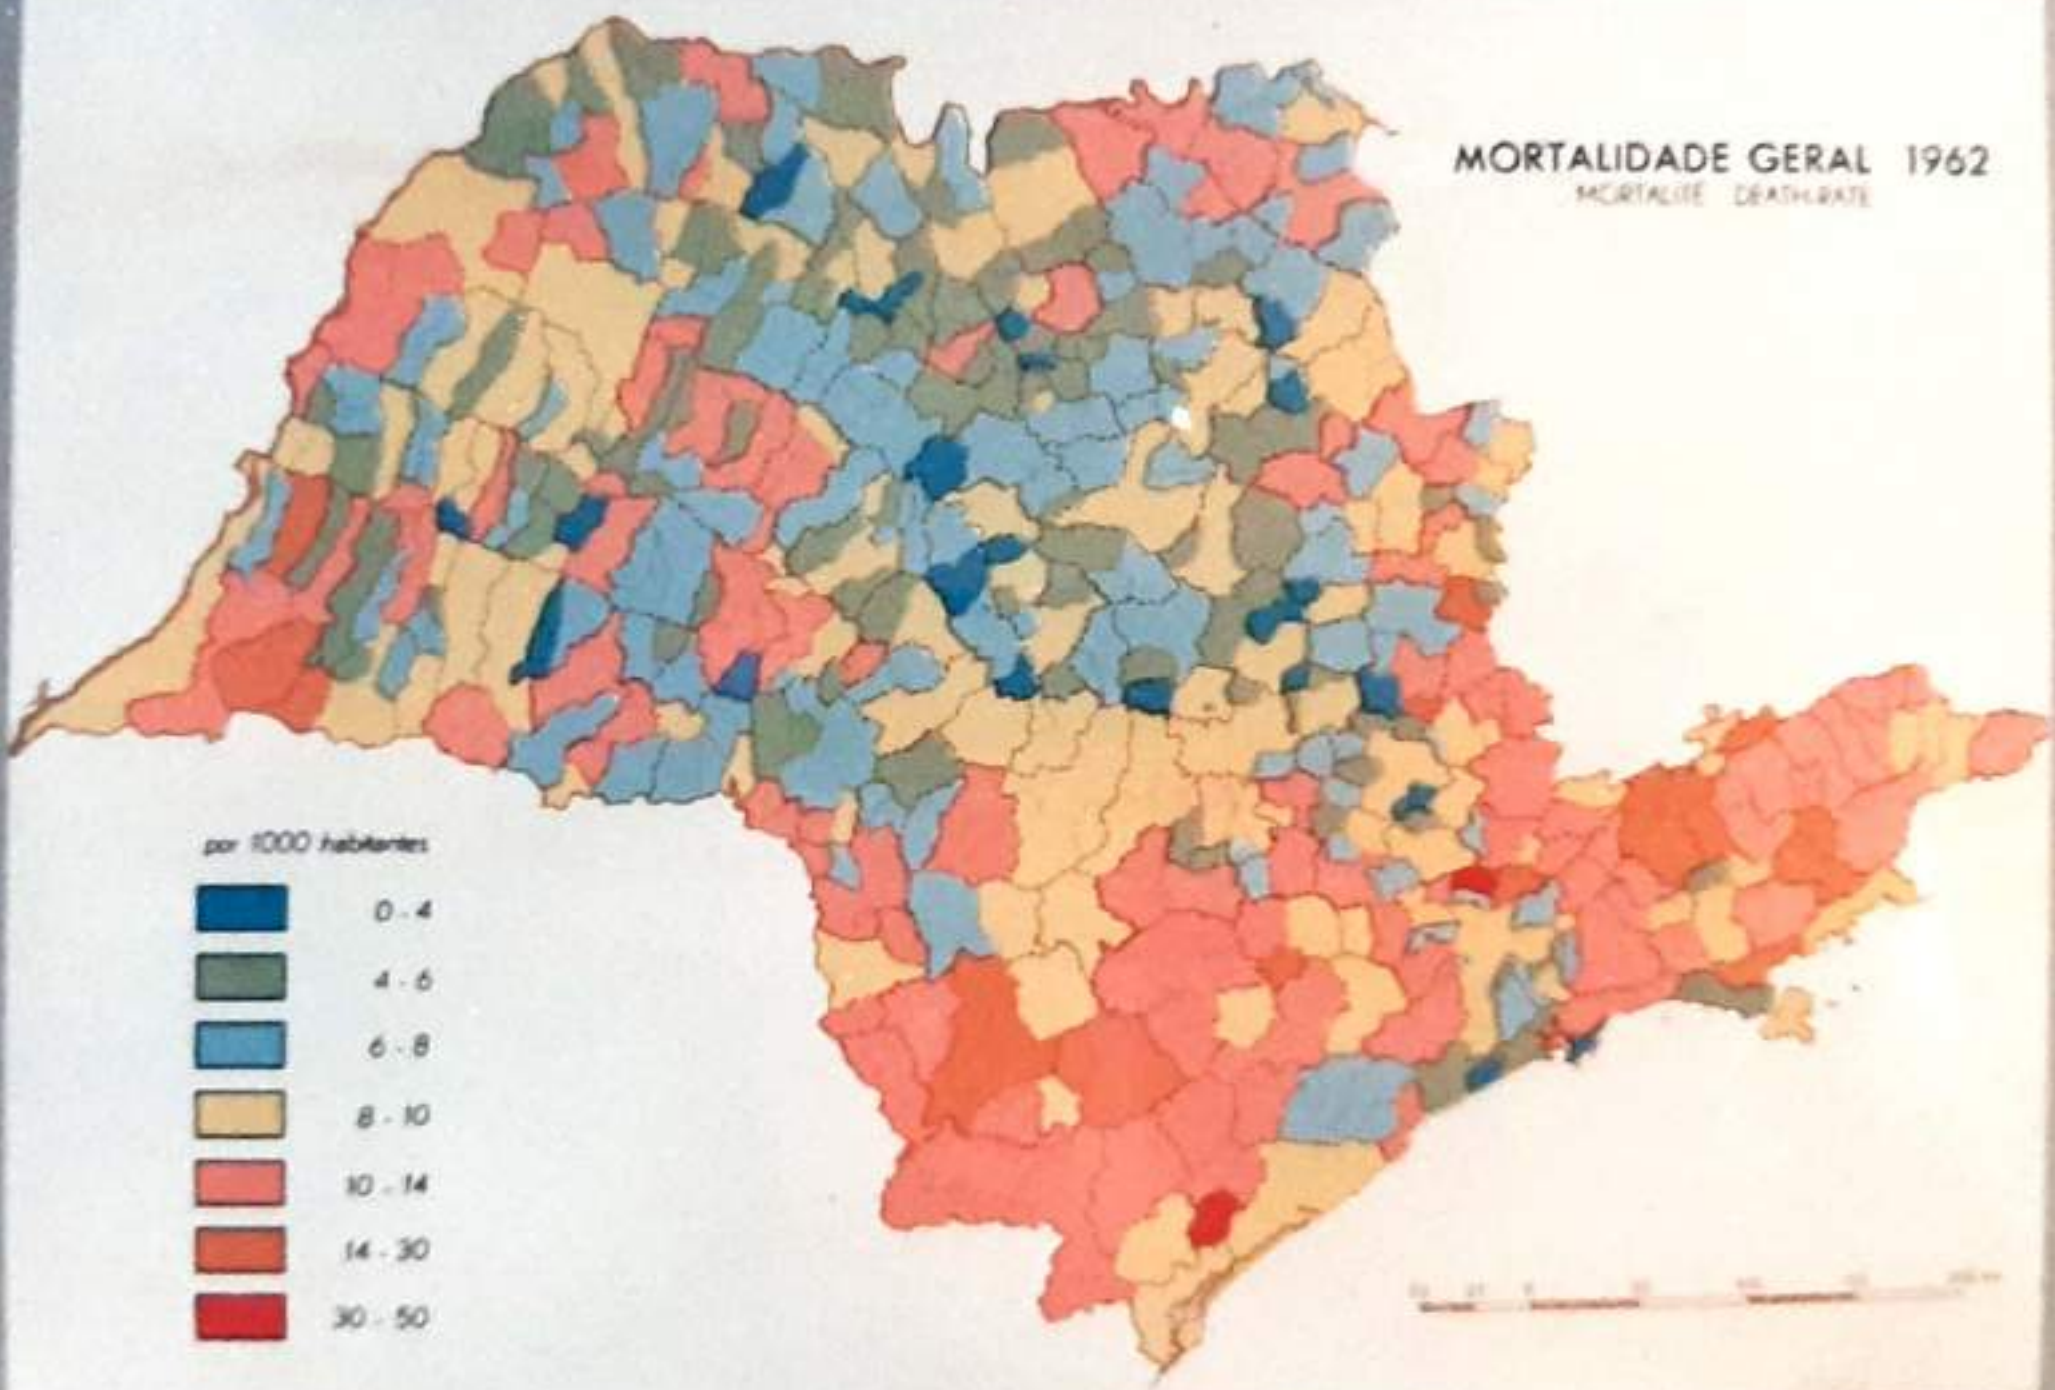 MORTALIDADE GERAL 1962
MORTALITÉ DEATH-RATE
por 1000 habitantes
0 - 4
4 - 6
6 - 8
8 - 10
10 - 14
14 - 30
30 - 50